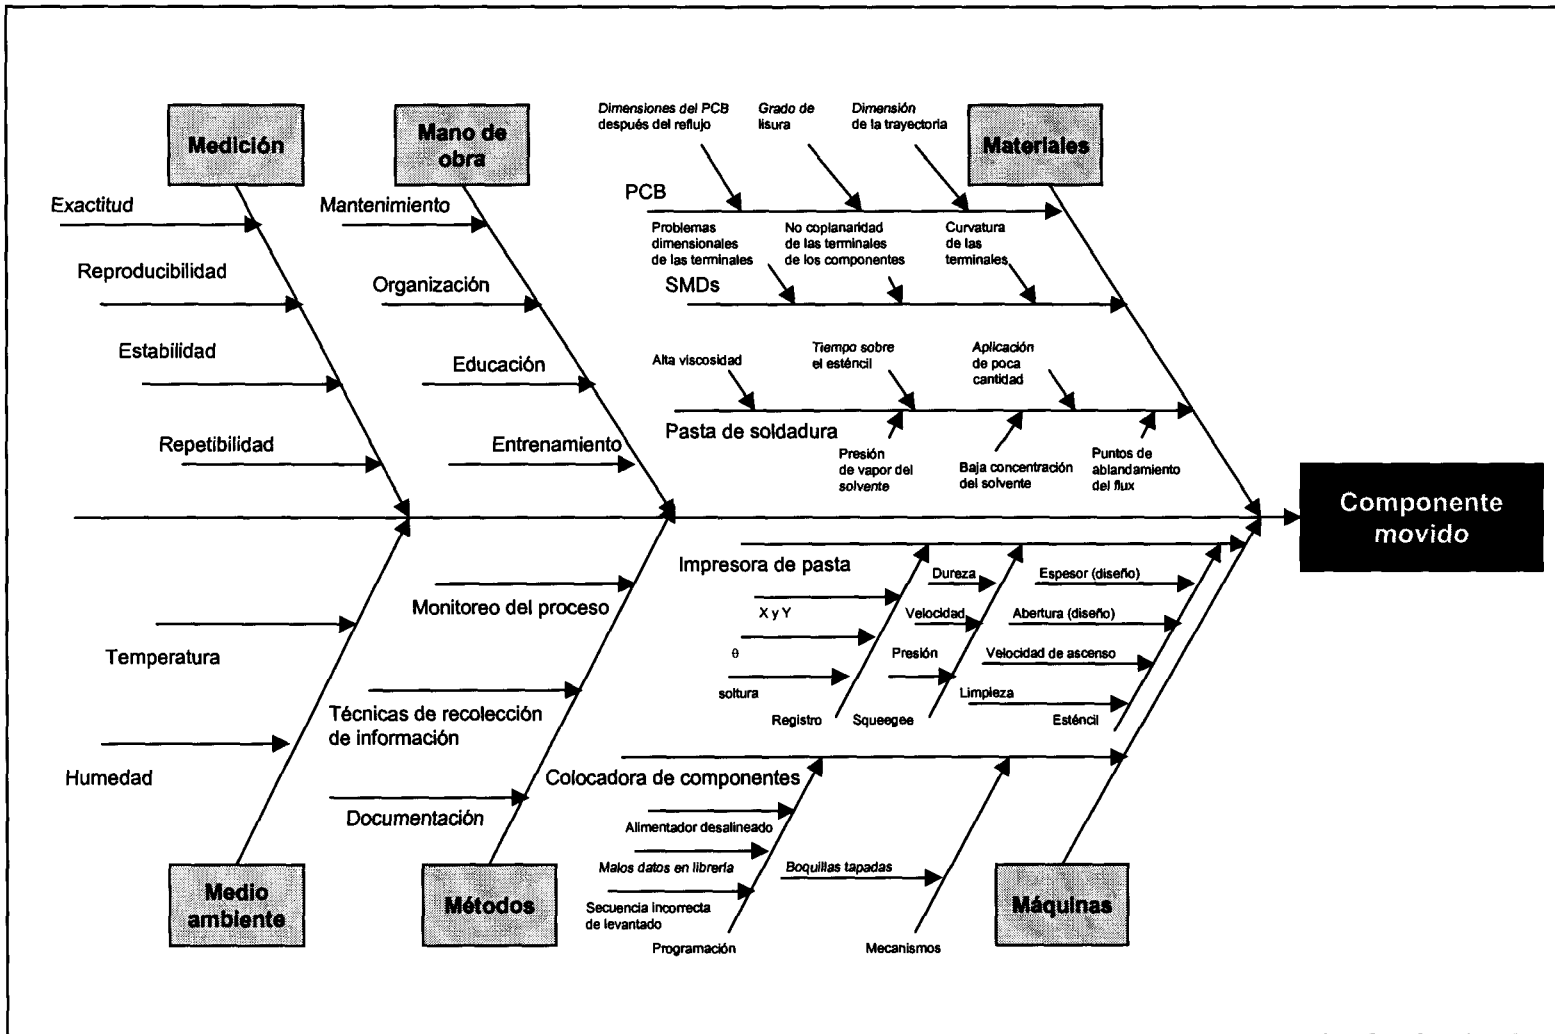 Medición
Mano de
obra
Materiales
Dimensiones del PCB
después del reflujo
Grado de
lisura
Dimensión
de la trayectoria
Exactitud
Reproducibilidad
Estabilidad
Repetibilidad
Mantenimiento
Organización
Educación
Entrenamiento
PCB
Problemas
dimensionales
de las terminales
No coplanaridad
de las terminales
de los componentes
Curvatura
de las
terminales
SMDs
Alta viscosidad
Tiempo sobre
el esténcil
Aplicación
de poca
cantidad
Pasta de soldadura
Presión
de vapor del
solvente
Baja concentración
del solvente
Puntos de
ablandamiento
del flux
Componente
movido
Temperatura
Humedad
Monitoreo del proceso
Técnicas de recolección
de información
Documentación
Impresora de pasta
X y Y
θ
soltura
Registro
Dureza
Velocidad
Presión
Squeegee
Espesor (diseño)
Abertura (diseño)
Velocidad de ascenso
Limpieza
Esténcil
Colocadora de componentes
Alimentador desalineado
Malos datos en librería
Secuencia incorrecta
de levantado
Programación
Boquillas tapadas
Mecanismos
Medio
ambiente
Métodos
Máquinas